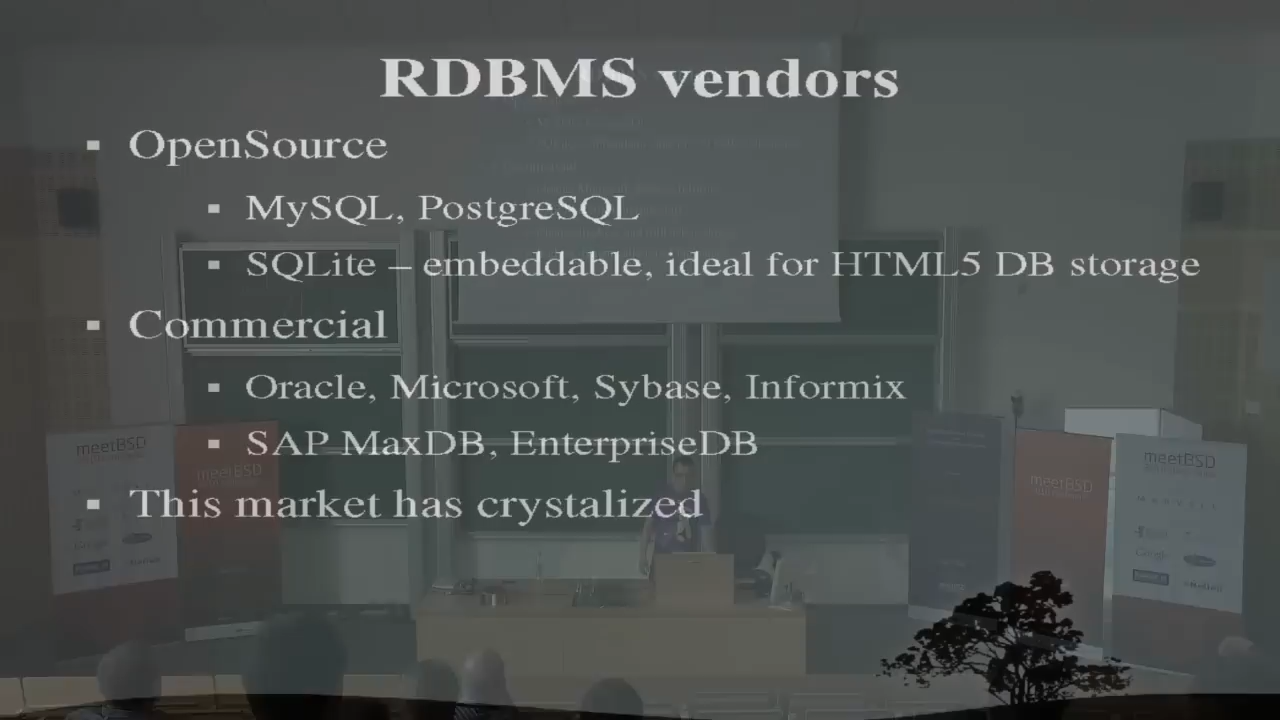 RDBMS vendors
▪ OpenSource
▪ MySQL, PostgreSQL
▪ SQLite – embeddable, ideal for HTML5 DB storage
▪ Commercial
▪ Oracle, Microsoft, Sybase, Informix
▪ SAP MaxDB, EnterpriseDB
▪ This market has crystalized
meetBSD
meetBSD
meetBSD
meetBSD